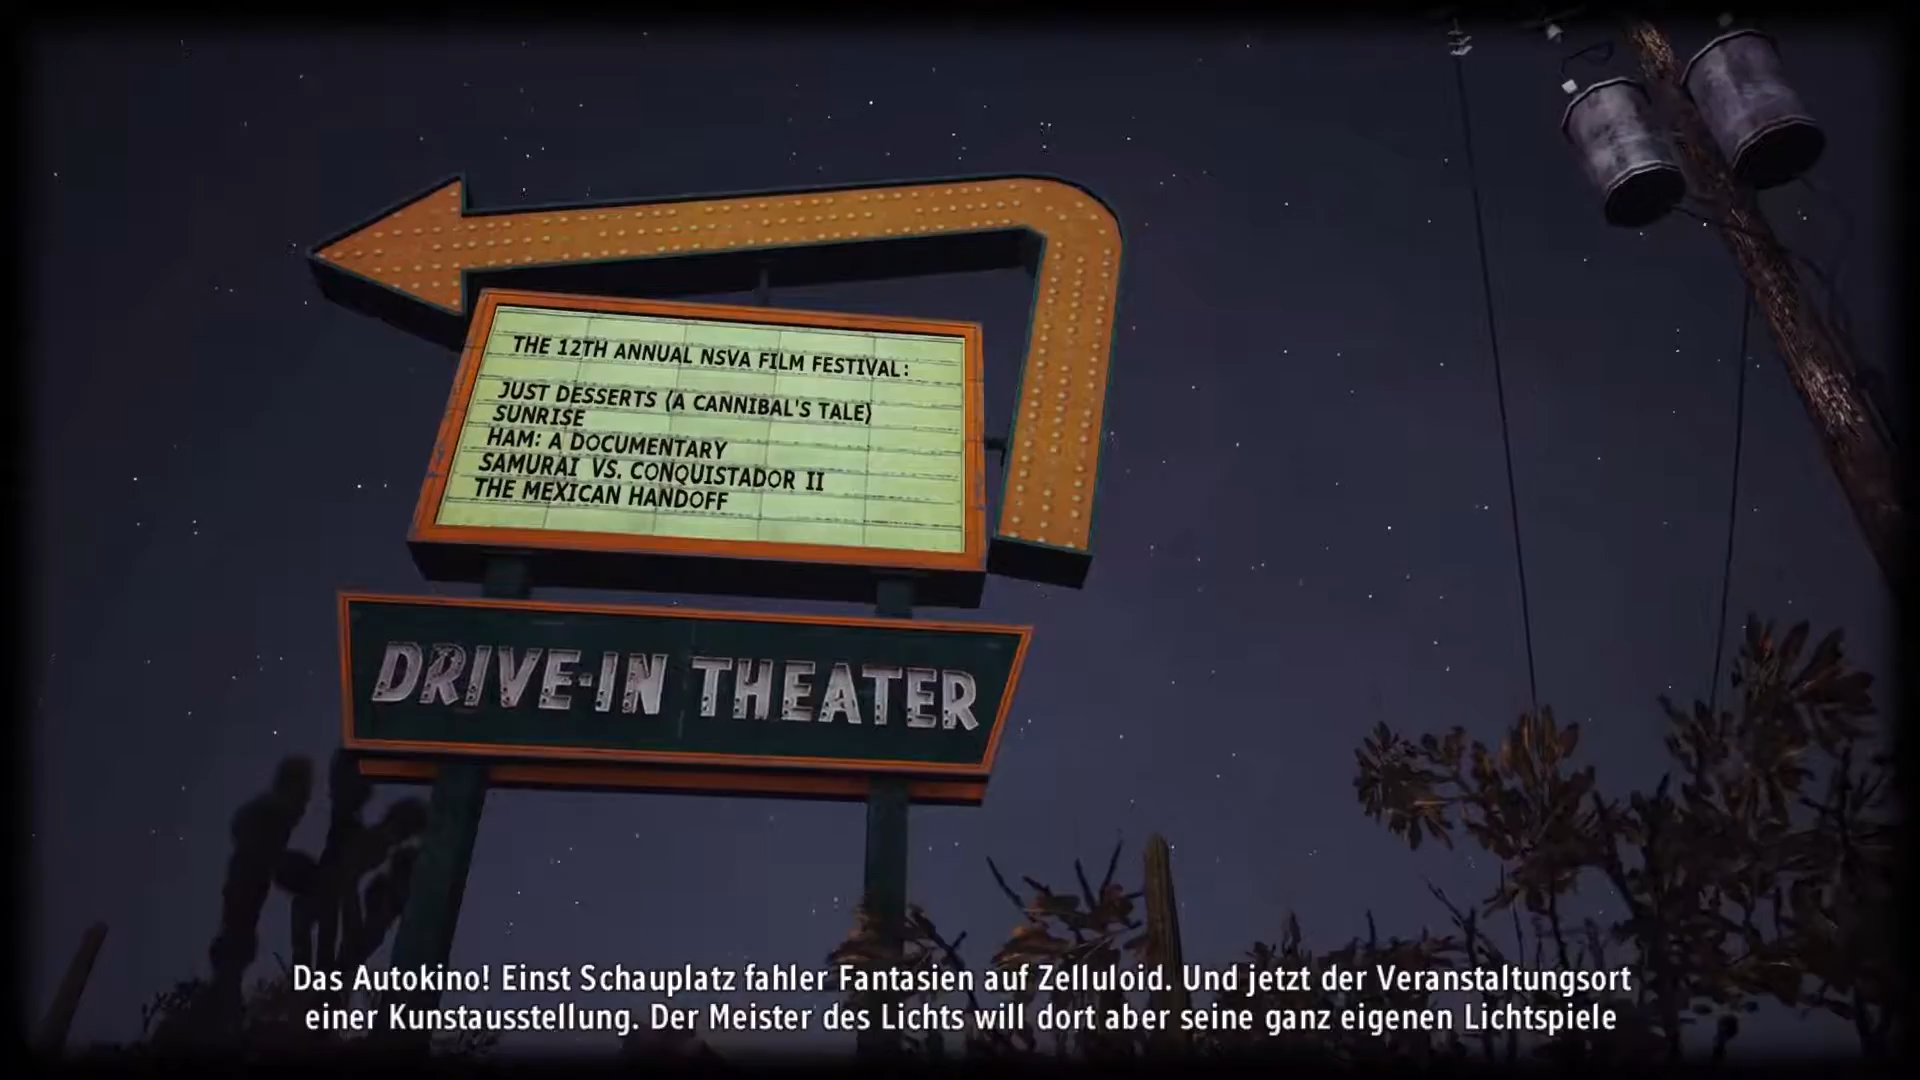 THE 12TH ANNUAL NSVA FILM FESTIVAL:
JUST DESSERTS (A CANNIBAL'S TALE)
SUNRISE
HAM: A DOCUMENTARY
SAMURAI VS. CONQUISTADOR II
THE MEXICAN HANDOFF
DRIVE-IN THEATER
Das Autokino! Einst Schauplatz fahler Fantasien auf Zelluloid. Und jetzt der Veranstaltungsort
einer Kunstausstellung. Der Meister des Lichts will dort aber seine ganz eigenen Lichtspiele